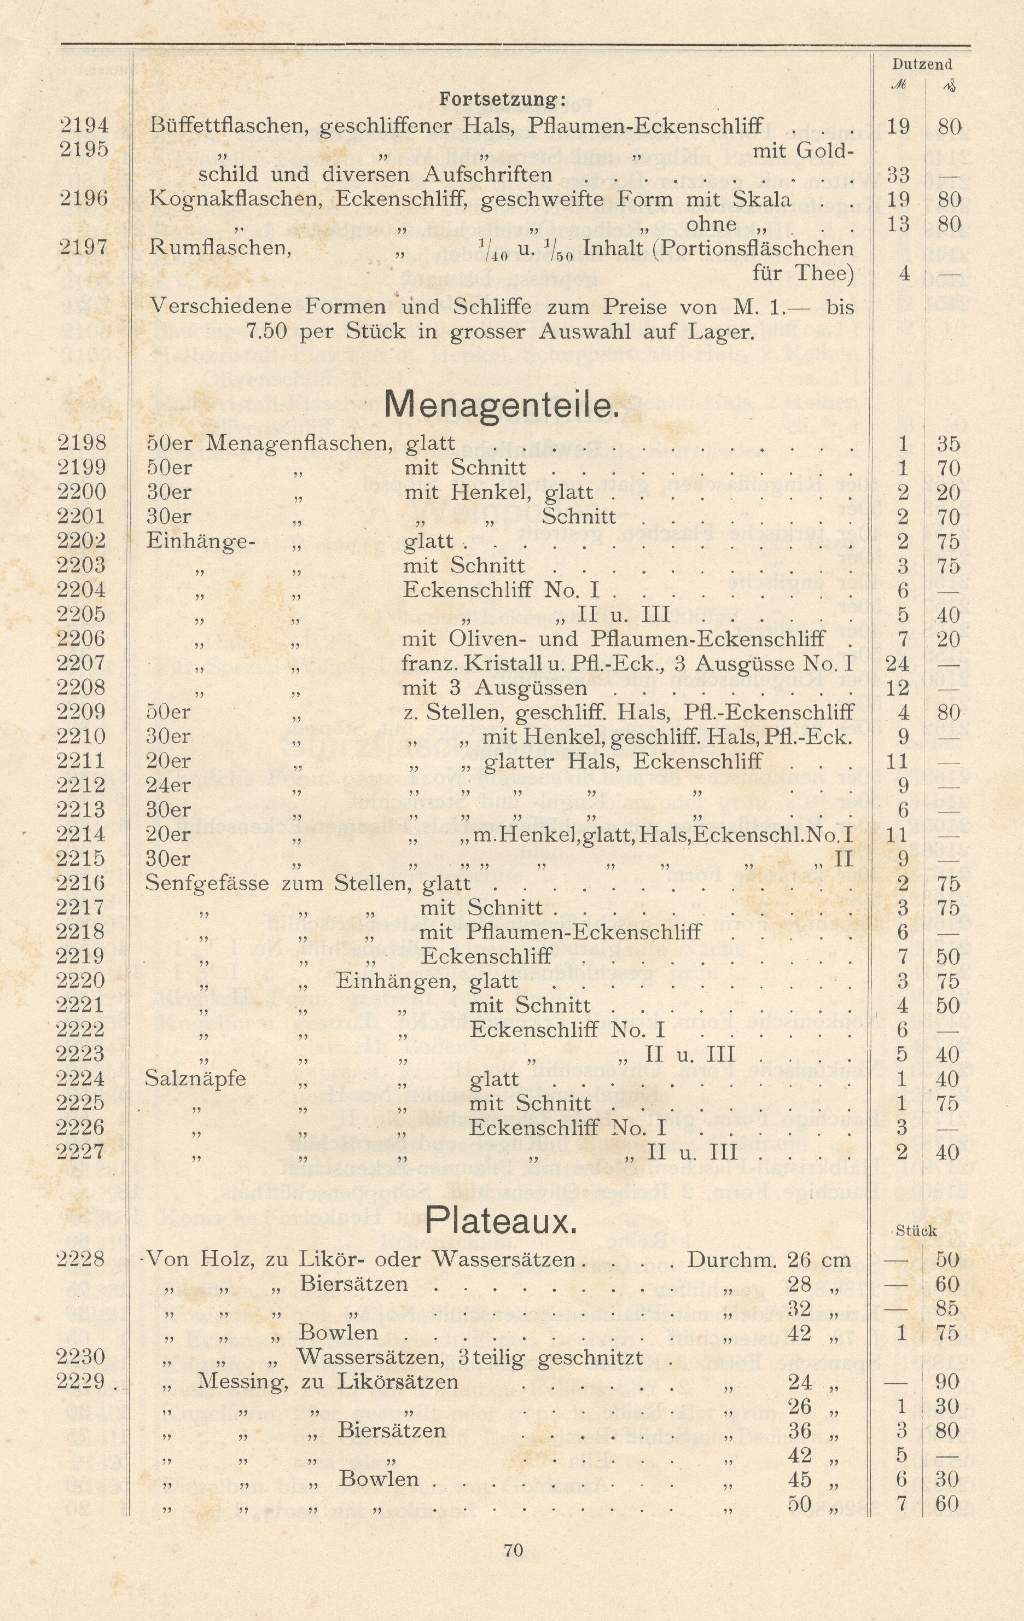 Dutzend
ℳ ₰
Fortsetzung:
2194 Büffettflaschen, geschliffener Hals, Pflaumen-Eckenschliff . . . 19 80
2195 „ „ „ „ mit Gold-
schild und diversen Aufschriften . . . . . . . . . 33 —
2196 Kognakflaschen, Eckenschliff, geschweifte Form mit Skala . . 19 80
„ „ „ „ ohne „ . . 13 80
2197 Rumflaschen, „ 1/40 u. 1/50 Inhalt (Portionsfläschchen
für Thee) 4 —
Verschiedene Formen und Schliffe zum Preise von M. 1.— bis
7.50 per Stück in grosser Auswahl auf Lager.
Menagenteile.
2198 50er Menagenflaschen, glatt . . . . . . . . . . . . . 1 35
2199 50er „ mit Schnitt . . . . . . . . . . . 1 70
2200 30er „ mit Henkel, glatt . . . . . . . . . 2 20
2201 30er „ „ „ Schnitt . . . . . . . . 2 70
2202 Einhänge- „ glatt . . . . . . . . . . . . . . 2 75
2203 „ „ mit Schnitt . . . . . . . . . . . 3 75
2204 „ „ Eckenschliff No. I . . . . . . . . . 6 —
2205 „ „ „ „ II u. III . . . . . . 5 40
2206 „ „ mit Oliven- und Pflaumen-Eckenschliff . 7 20
2207 „ „ franz. Kristall u. Pfl.-Eck., 3 Ausgüsse No. I 24 —
2208 „ „ mit 3 Ausgüssen . . . . . . . . . 12 —
2209 50er „ z. Stellen, geschliff. Hals, Pfl.-Eckenschliff 4 80
2210 30er „ „ „ mit Henkel, geschliff. Hals, Pfl.-Eck. 9 —
2211 20er „ „ „ glatter Hals, Eckenschliff . . . 11 —
2212 24er „ „ „ „ „ „ . . . 9 —
2213 30er „ „ „ „ „ „ . . . 6 —
2214 20er „ „ „ m. Henkel, glatt, Hals, Eckenschl. No. I 11
2215 30er „ „ „ „ „ „ „ „ „ II 9 —
2216 Senfgefässe zum Stellen, glatt . . . . . . . . . . . . . 2 75
2217 „ „ „ mit Schnitt . . . . . . . . . . . 3 75
2218 „ „ „ mit Pflaumen-Eckenschliff . . . . . 6 —
2219 „ „ „ Eckenschliff . . . . . . . . . . 7 50
2220 „ „ Einhängen, glatt . . . . . . . . . . . 3 75
2221 „ „ „ mit Schnitt . . . . . . . . . 4 50
2222 „ „ „ Eckenschliff No. I . . . . . . 6 —
2223 „ „ „ „ „ II u. III . . . . 5 40
2224 Salznäpfe „ „ glatt . . . . . . . . . . . 1 40
2225 „ „ „ mit Schnitt . . . . . . . . . 1 75
2226 „ „ „ Eckenschliff No. I . . . . . . 3 —
2227 „ „ „ „ „ II u. III . . . . 2 40
Plateaux.
Stück
2228 Von Holz, zu Likör- oder Wassersätzen . . . . Durchm. 26 cm — 50
„ „ „ Biersätzen . . . . . . . . . „ 28 „ — 60
„ „ „ „ . . . . . . . . . „ 32 „ — 85
„ „ „ Bowlen . . . . . . . . . . „ 42 „ 1 75
2230 „ „ „ Wassersätzen, 3teilig geschnitzt .
2229 . „ Messing, zu Likörsätzen . . . . . . „ 24 „ — 90
„ „ „ „ . . . . . . „ 26 „ 1 30
„ „ „ Biersätzen . . . . . . „ 36 „ 3 80
„ „ „ „ . . . . . . „ 42 „ 5 —
„ „ „ Bowlen . . . . . . . . . „ 45 „ 6 30
„ „ „ „ . . . . . . . . . „ 50 „ 7 60
70